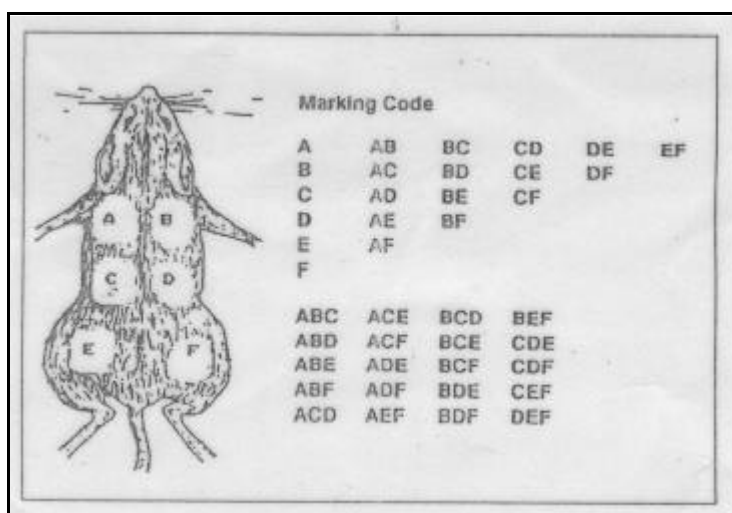 Marking Code
A AB BC CD DE EF
B AC BD CE DF
C AD BE CF
D AE BF
E AF
F
A B
C D
E F
ABC ACE BCD BEF
ABD ACF BCE CDE
ABE ADE BCF CDF
ABF ADF BDE CEF
ACD AEF BDF DEF